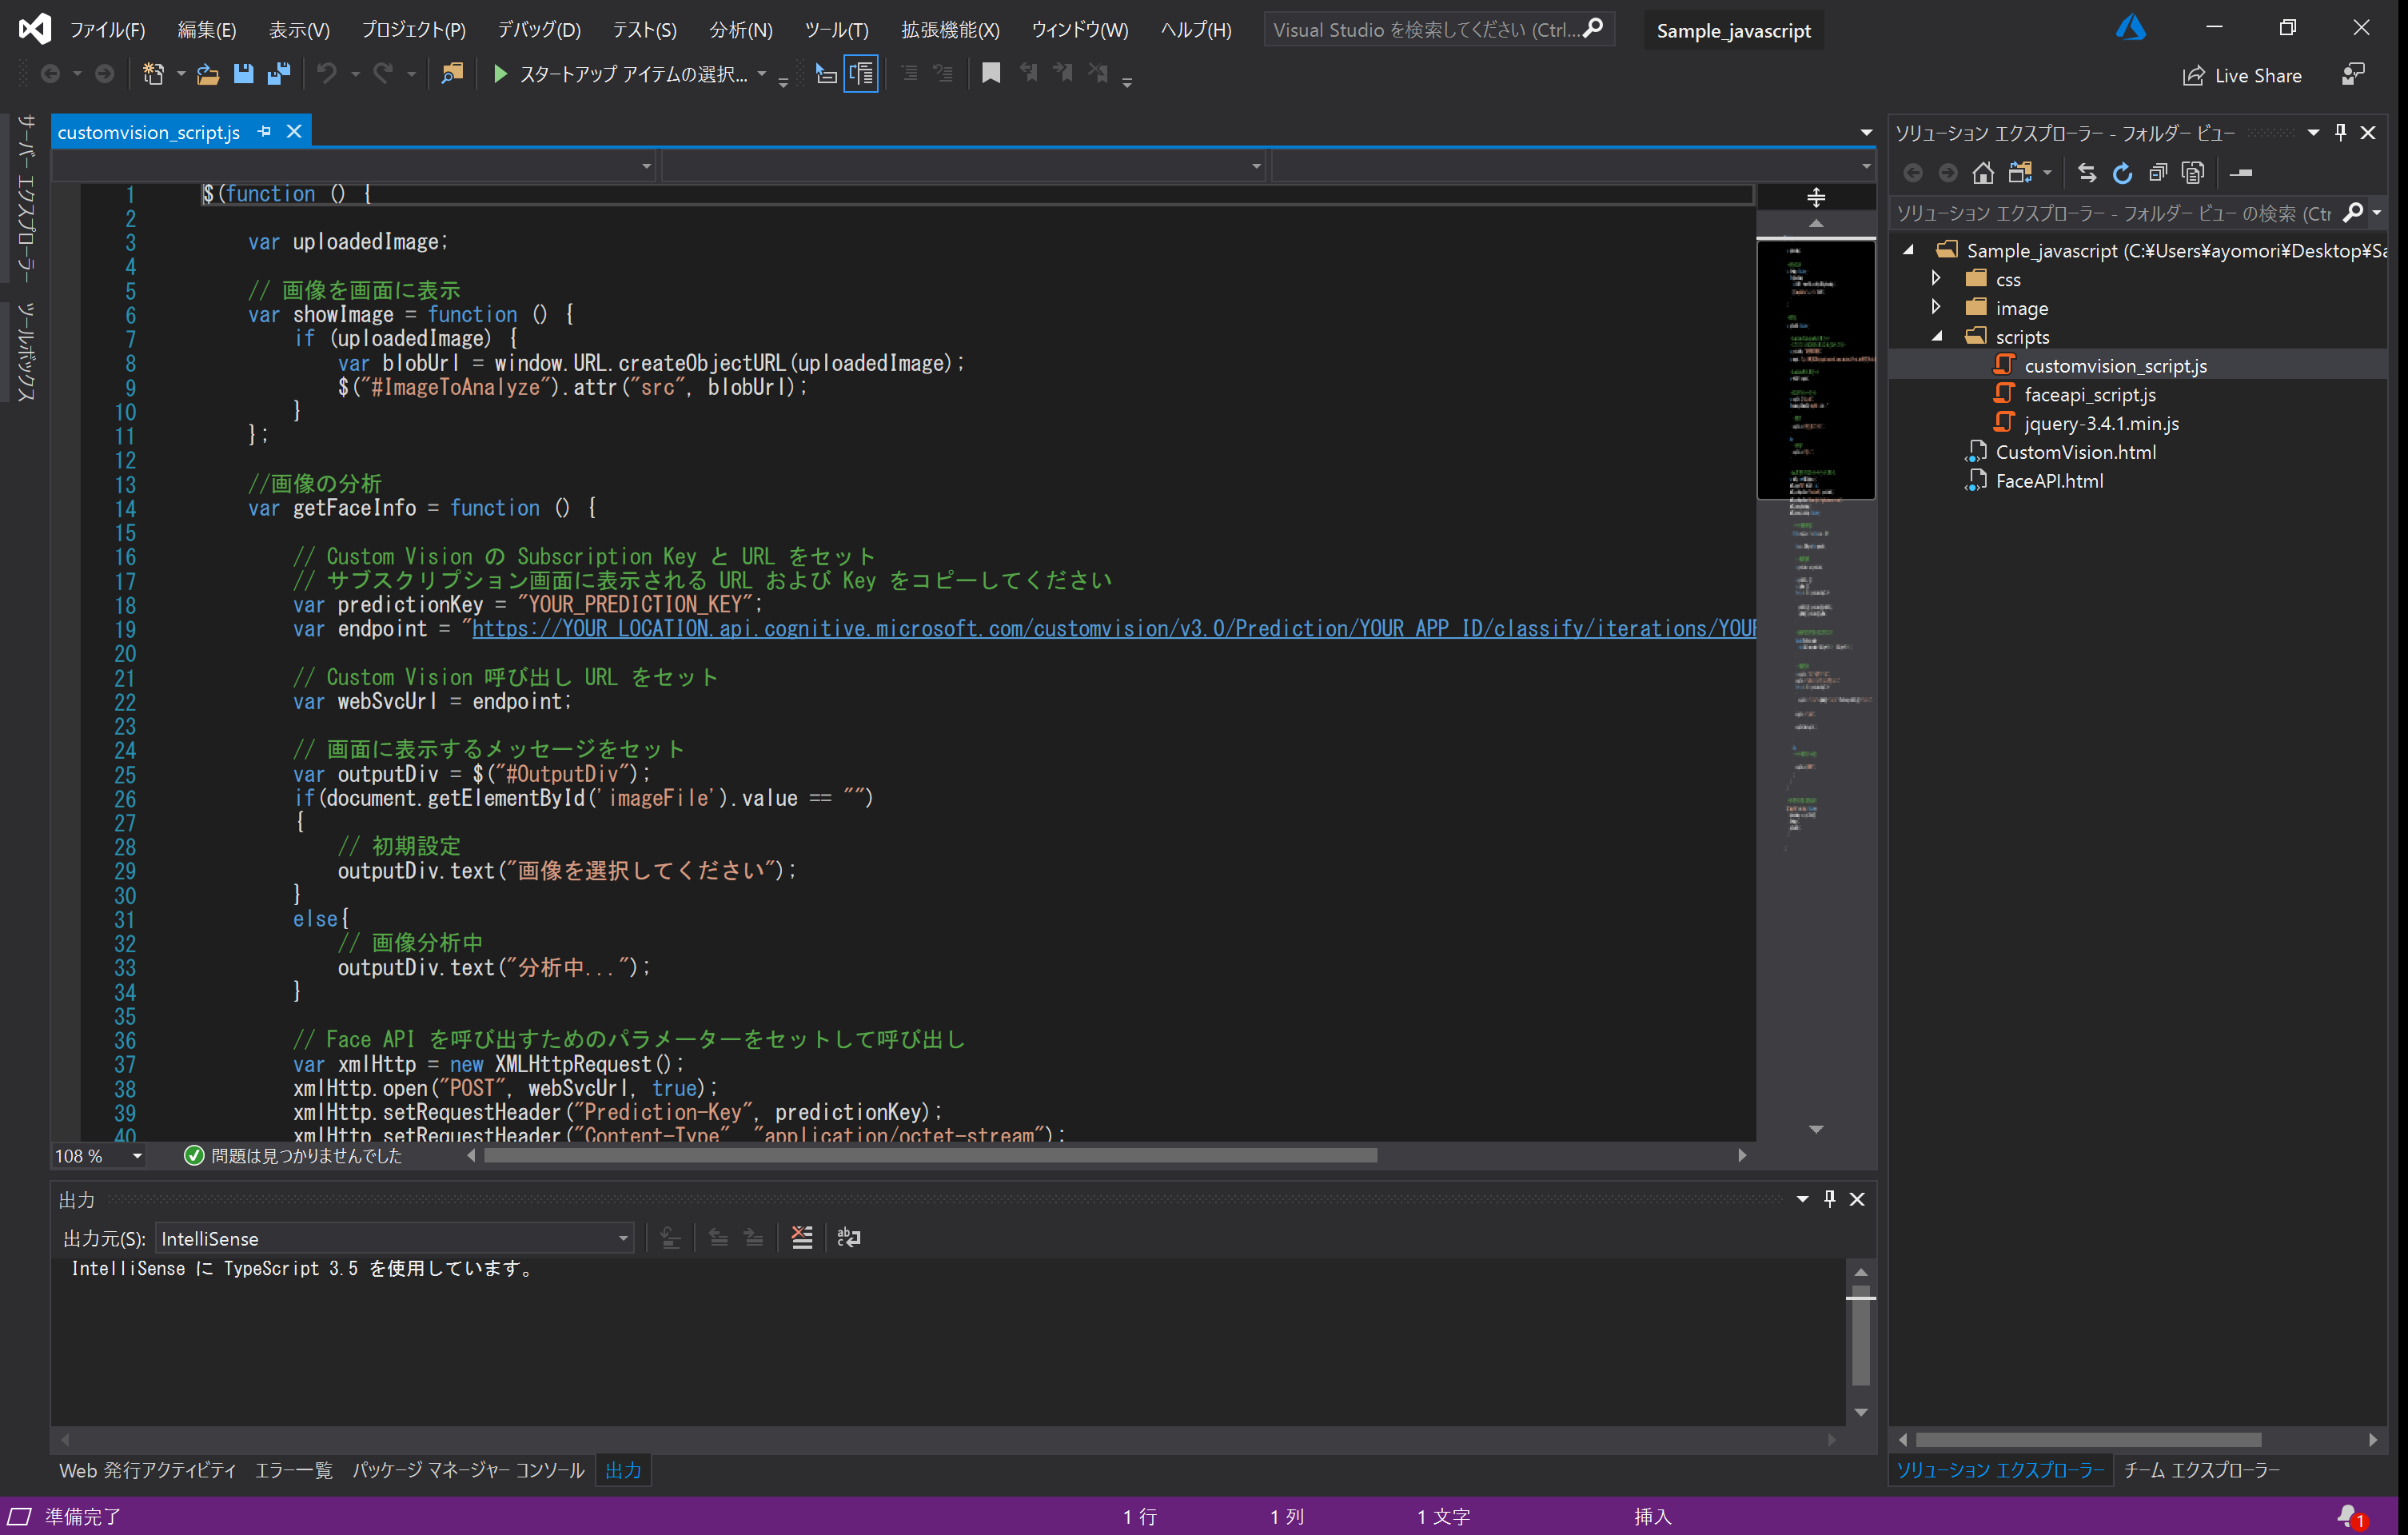 ファイル(F) 編集(E) 表示(V) プロジェクト(P) デバッグ(D) テスト(S) 分析(N) ツール(T) 拡張機能(X) ウィンドウ(W) ヘルプ(H) Visual Studio を検索してください (Ctrl... Sample_javascript
スタートアップ アイテムの選択... Live Share
サーバー エクスプローラー
ツールボックス
customvision_script.js
1 $(function () {
2
3 var uploadedImage;
4
5 // 画像を画面に表示
6 var showImage = function () {
7 if (uploadedImage) {
8 var blobUrl = window.URL.createObjectURL(uploadedImage);
9 $("#ImageToAnalyze").attr("src", blobUrl);
10 }
11 };
12
13 //画像の分析
14 var getFaceInfo = function () {
15
16 // Custom Vision の Subscription Key と URL をセット
17 // サブスクリプション画面に表示される URL および Key をコピーしてください
18 var predictionKey = "YOUR_PREDICTION_KEY";
19 var endpoint = "https://YOUR_LOCATION.api.cognitive.microsoft.com/customvision/v3.0/Prediction/YOUR_APP_ID/classify/iterations/YOUR
20
21 // Custom Vision 呼び出し URL をセット
22 var webSvcUrl = endpoint;
23
24 // 画面に表示するメッセージをセット
25 var outputDiv = $("#OutputDiv");
26 if(document.getElementById('imageFile').value == "")
27 {
28 // 初期設定
29 outputDiv.text("画像を選択してください");
30 }
31 else{
32 // 画像分析中
33 outputDiv.text("分析中...");
34 }
35
36 // Face API を呼び出すためのパラメーターをセットして呼び出し
37 var xmlHttp = new XMLHttpRequest();
38 xmlHttp.open("POST", webSvcUrl, true);
39 xmlHttp.setRequestHeader("Prediction-Key", predictionKey);
40 xmlHttp.setRequestHeader("Content-Type", "application/octet-stream");
108 % 問題は見つかりませんでした
出力
出力元(S): IntelliSense
IntelliSense に TypeScript 3.5 を使用しています。
Web 発行アクティビティ エラー一覧 パッケージ マネージャー コンソール 出力
ソリューション エクスプローラー - フォルダー ビュー
ソリューション エクスプローラー - フォルダー ビュー の検索 (Ctr
Sample_javascript (C:¥Users¥ayomori¥Desktop¥Sa
css
image
scripts
customvision_script.js
faceapi_script.js
jquery-3.4.1.min.js
CustomVision.html
FaceAPI.html
ソリューション エクスプローラー チーム エクスプローラー
準備完了 1 行 1 列 1 文字 挿入 1